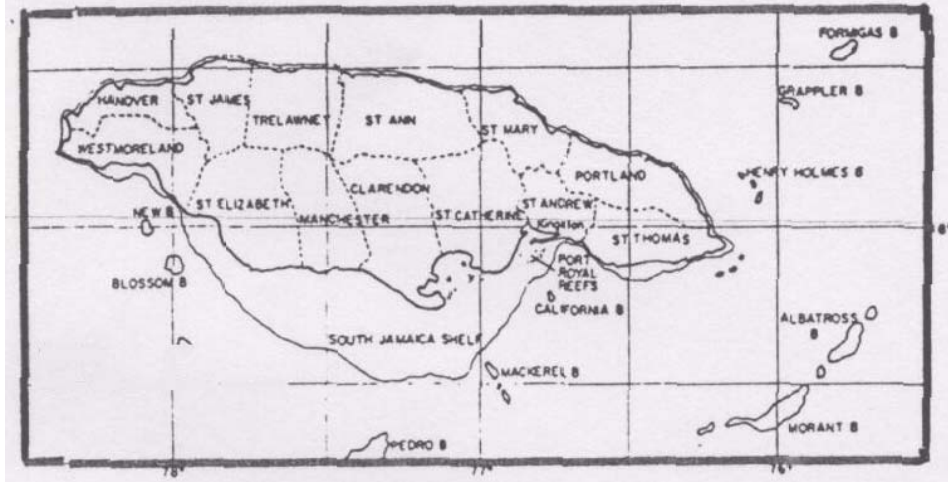 FORMIGAS B
GRAPPLER B
HANOVER
ST JAMES
TRELAWNEY
ST ANN
ST MARY
WESTMORELAND
PORTLAND
HENRY HOLMES B
CLARENDON
ST ELIZABETH
MANCHESTER
ST CATHERINE
ST ANDREW
Kingston
NEW B
ST THOMAS
PORT
ROYAL
REEFS
BLOSSOM B
CALIFORNIA B
ALBATROSS
B
SOUTH JAMAICA SHELF
MACKEREL B
MORANT B
PEDRO B
78°
77°
76°